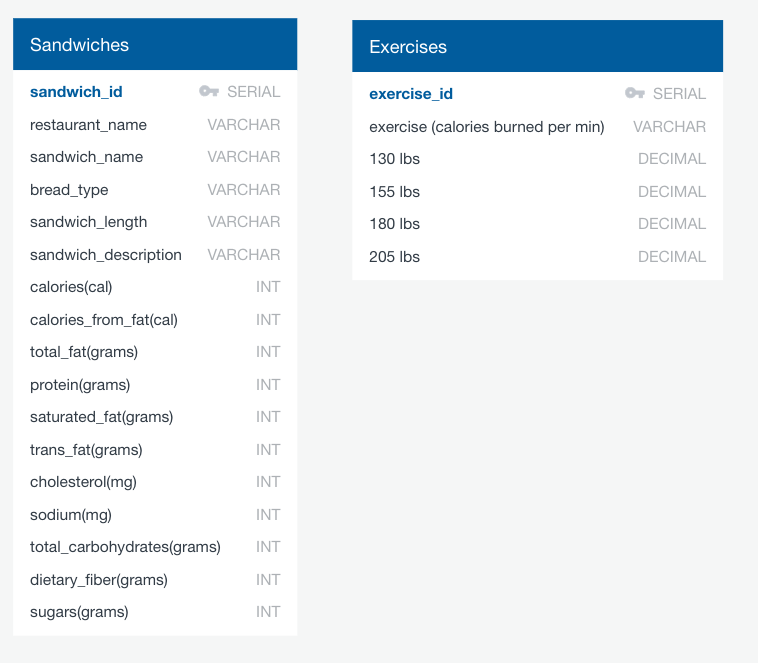 Sandwiches
sandwich_id SERIAL
restaurant_name VARCHAR
sandwich_name VARCHAR
bread_type VARCHAR
sandwich_length VARCHAR
sandwich_description VARCHAR
calories(cal) INT
calories_from_fat(cal) INT
total_fat(grams) INT
protein(grams) INT
saturated_fat(grams) INT
trans_fat(grams) INT
cholesterol(mg) INT
sodium(mg) INT
total_carbohydrates(grams) INT
dietary_fiber(grams) INT
sugars(grams) INT
Exercises
exercise_id SERIAL
exercise (calories burned per min) VARCHAR
130 lbs DECIMAL
155 lbs DECIMAL
180 lbs DECIMAL
205 lbs DECIMAL